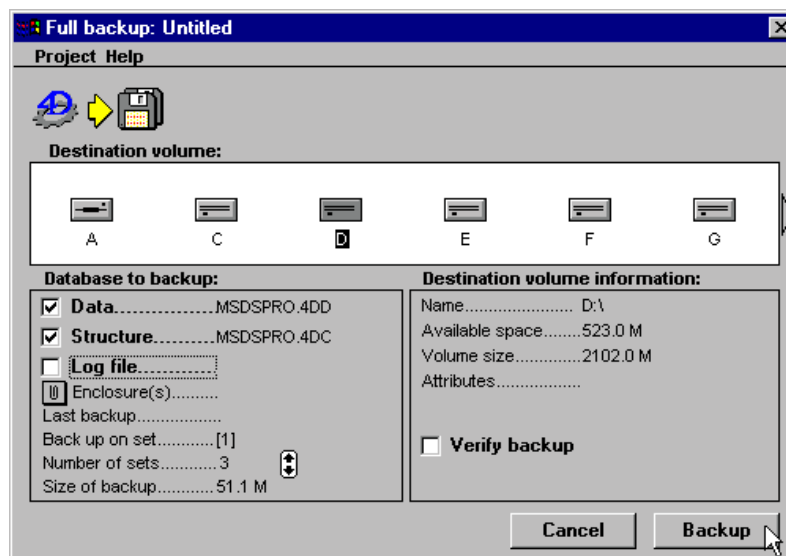 Full backup: Untitled
Project Help
Destination volume:
A C D E F G
Database to backup:
Data...............MSDSPRO.4DD
Structure.........MSDSPRO.4DC
Log file............
Enclosure(s)........
Last backup.................
Back up on set...........[1]
Number of sets...........3
Size of backup...........51.1 M
Destination volume information:
Name...................... D:\
Available space.......523.0 M
Volume size............2102.0 M
Attributes.................
Verify backup
Cancel Backup